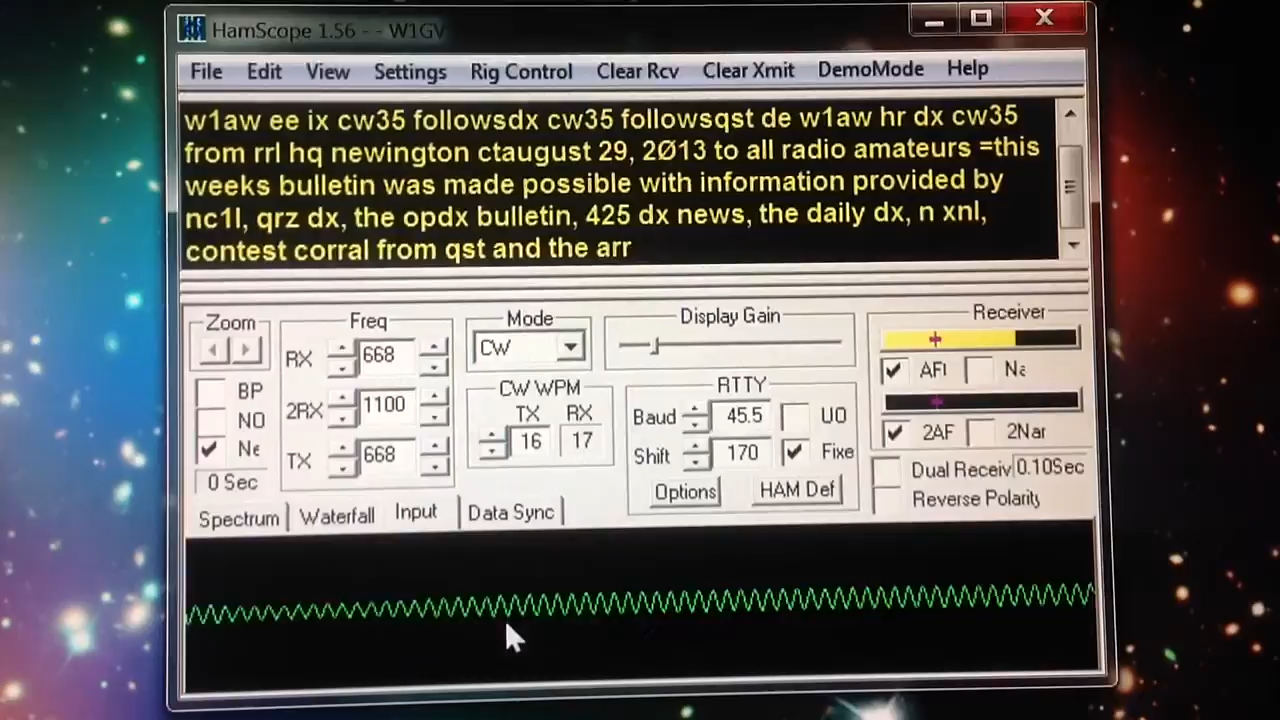 HamScope 1.56 - - W1GV
File Edit View Settings Rig Control Clear Rcv Clear Xmit DemoMode Help
w1aw ee ix cw35 followsdx cw35 followsqst de w1aw hr dx cw35
from rrl hq newington ctaugust 29, 2Ø13 to all radio amateurs =this
weeks bulletin was made possible with information provided by
nc1l, qrz dx, the opdx bulletin, 425 dx news, the daily dx, n xnl,
contest corral from qst and the arr
Zoom
BP
NO
Ne
0 Sec
Freq
RX 668
2RX 1100
TX 668
Mode
CW
CW WPM
TX RX
16 17
Display Gain
RTTY
Baud 45.5 UO
Shift 170 Fixe
Options HAM Def
Receiver
AFI Na
2AF 2Nar
Dual Receiv 0.10Sec
Reverse Polarity
Spectrum Waterfall Input Data Sync